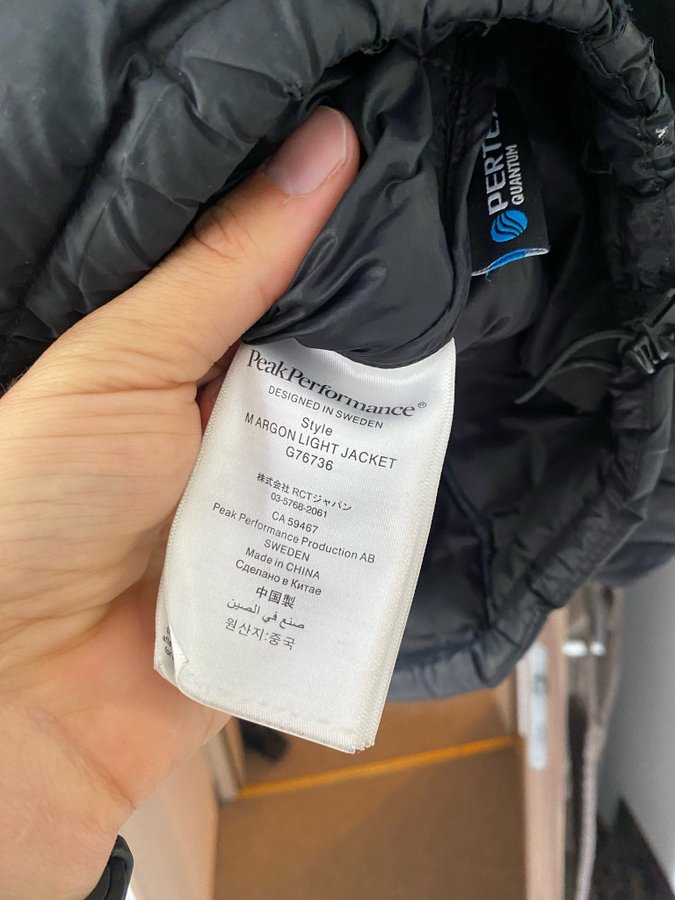 PeakPerformance®
DESIGNED IN SWEDEN
Style
M ARGON LIGHT JACKET
G76736
株式会社 RCTジャパン
03-5768-2061
CA 59467
Peak Performance Production AB
SWEDEN
Made in CHINA
Сделано в Китае
中国製
صنع في الصين
원산지:중국
QUANTUM